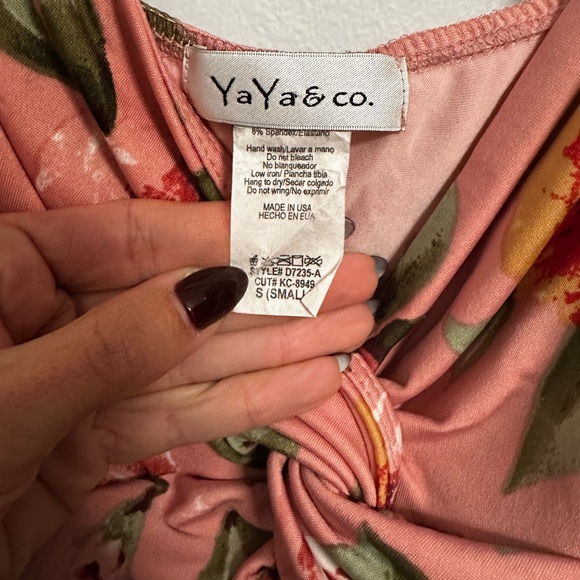 YaYa & co.
8% Spandex/Elastano
Hand wash/Lavar a mano
Do not bleach
No blanqueador
Low iron/ Plancha tibia
Hang to dry/Secar colgado
Do not wring/No exprimir
MADE IN USA
HECHO EN EUA
STYLE# D7235-A
CUT# KC-8949
S (SMALL